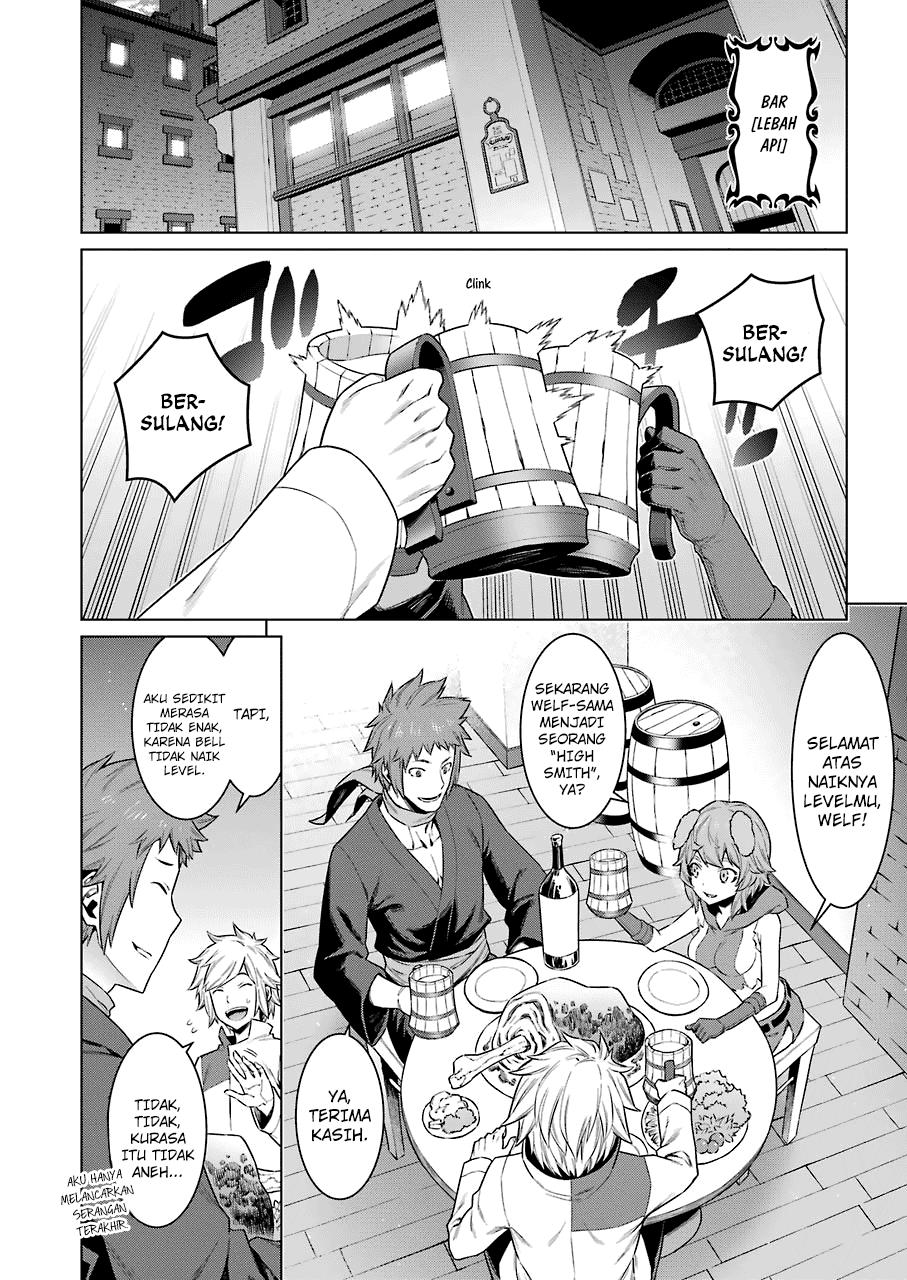 BAR
[LEBAH
API]
Clink
BER-
SULANG!
BER-
SULANG!
SELAMAT
ATAS
NAIKNYA
LEVELMU,
WELF!
SEKARANG
WELF-SAMA
MENJADI
SEORANG
“HIGH
SMITH”,
YA?
YA,
TERIMA
KASIH.
TAPI,
AKU SEDIKIT
MERASA
TIDAK ENAK,
KARENA BELL
TIDAK NAIK
LEVEL.
TIDAK,
TIDAK,
KURASA
ITU TIDAK
ANEH...
AKU HANYA
MELANCARKAN
SERANGAN
TERAKHIR